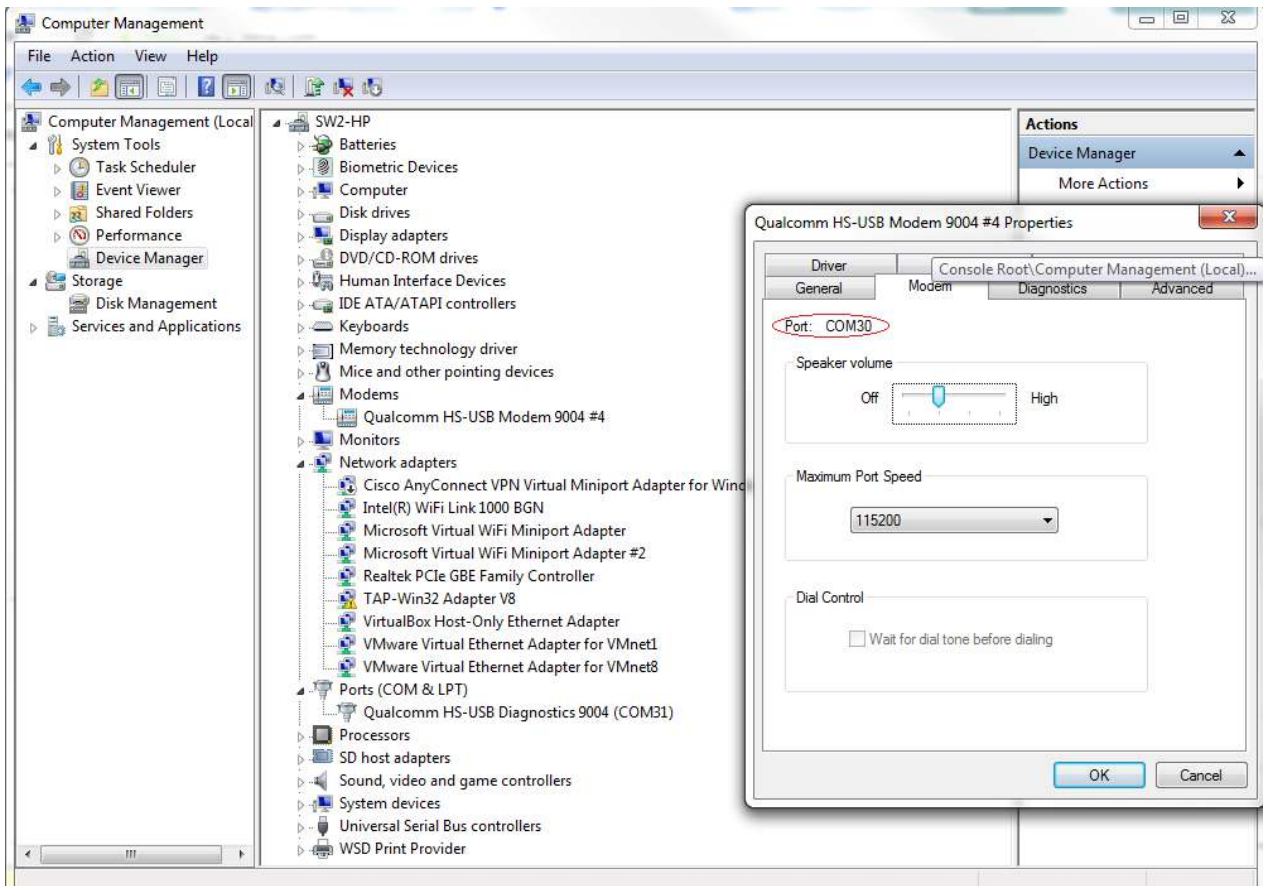 Computer Management
File Action View Help
Computer Management (Local
System Tools
Task Scheduler
Event Viewer
Shared Folders
Performance
Device Manager
Storage
Disk Management
Services and Applications
SW2-HP
Batteries
Biometric Devices
Computer
Disk drives
Display adapters
DVD/CD-ROM drives
Human Interface Devices
IDE ATA/ATAPI controllers
Keyboards
Memory technology driver
Mice and other pointing devices
Modems
Qualcomm HS-USB Modem 9004 #4
Monitors
Network adapters
Cisco AnyConnect VPN Virtual Miniport Adapter for Wind
Intel(R) WiFi Link 1000 BGN
Microsoft Virtual WiFi Miniport Adapter
Microsoft Virtual WiFi Miniport Adapter #2
Realtek PCIe GBE Family Controller
TAP-Win32 Adapter V8
VirtualBox Host-Only Ethernet Adapter
VMware Virtual Ethernet Adapter for VMnet1
VMware Virtual Ethernet Adapter for VMnet8
Ports (COM & LPT)
Qualcomm HS-USB Diagnostics 9004 (COM31)
Processors
SD host adapters
Sound, video and game controllers
System devices
Universal Serial Bus controllers
WSD Print Provider
Actions
Device Manager
More Actions
Qualcomm HS-USB Modem 9004 #4 Properties
Driver
Console Root\Computer Management (Local)...
General Modem Diagnostics Advanced
Port: COM30
Speaker volume
Off High
Maximum Port Speed
115200
Dial Control
Wait for dial tone before dialing
OK Cancel